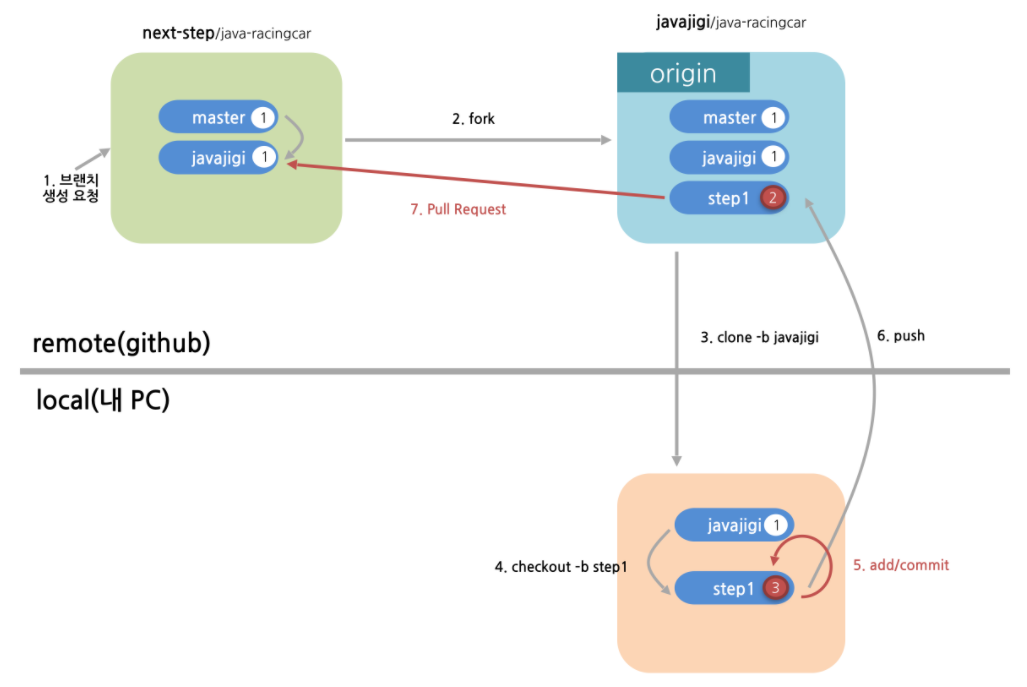 next-step/java-racingcar
javajigi/java-racingcar
origin
master 1
javajigi 1
master 1
javajigi 1
step1 2
2. fork
1. 브랜치
생성 요청
7. Pull Request
3. clone -b javajigi
6. push
remote(github)
local(내 PC)
javajigi 1
4. checkout -b step1
step1 3
5. add/commit